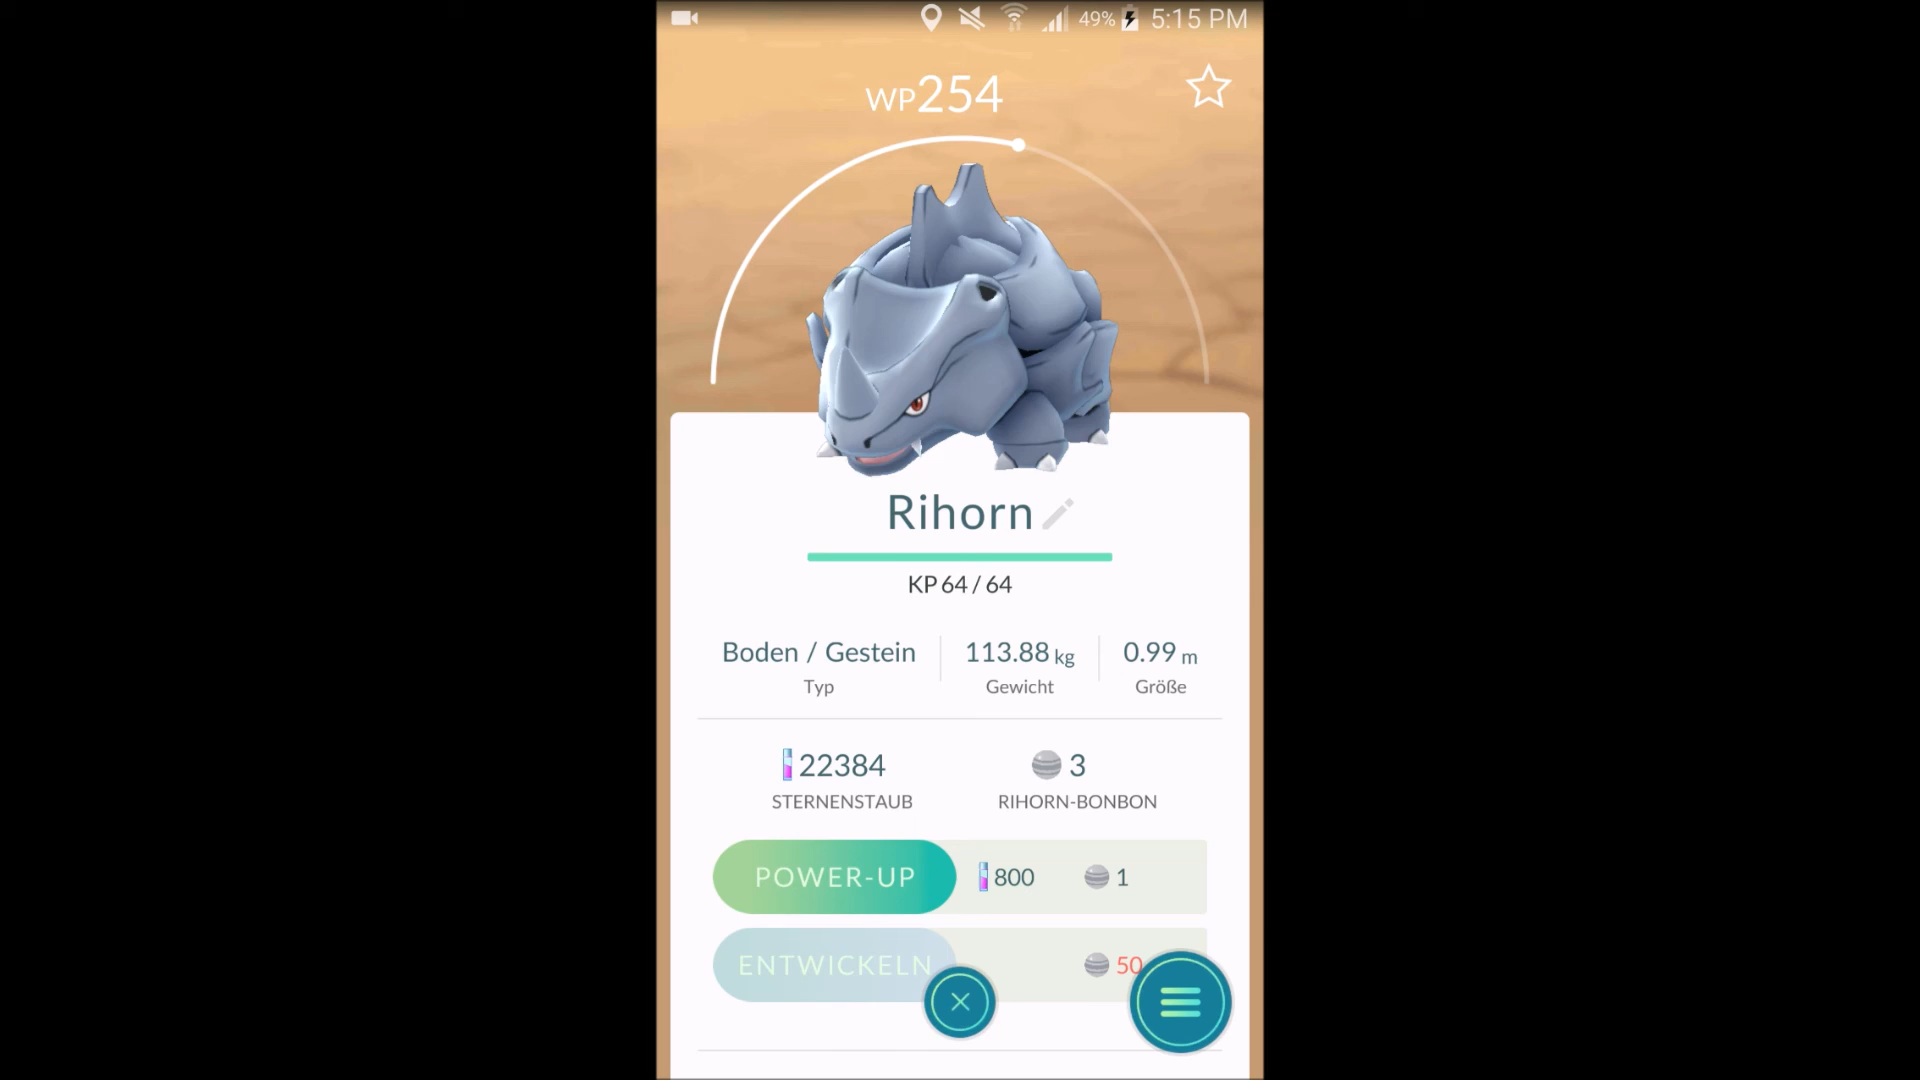 49% 5:15 PM
WP254
Rihorn
KP 64 / 64
Boden / Gestein 113.88 kg 0.99 m
Typ Gewicht Größe
22384 3
STERNENSTAUB RIHORN-BONBON
POWER-UP 800 1
ENTWICKELN 50